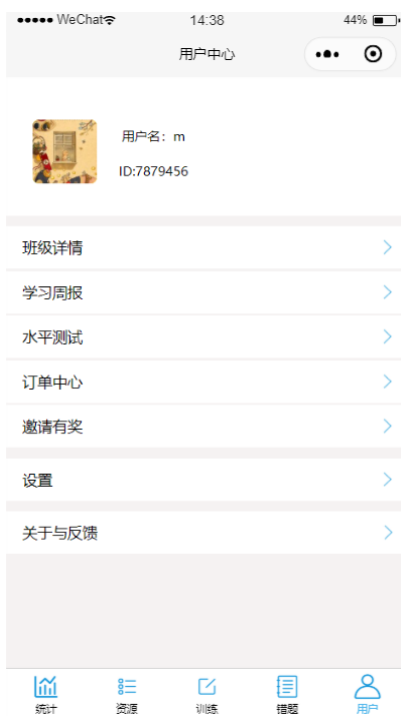 WeChat
14:38
44%
用户中心
用户名：m
ID:7879456
班级详情
学习周报
水平测试
订单中心
邀请有奖
设置
关于与反馈
统计
资源
训练
错题
用户